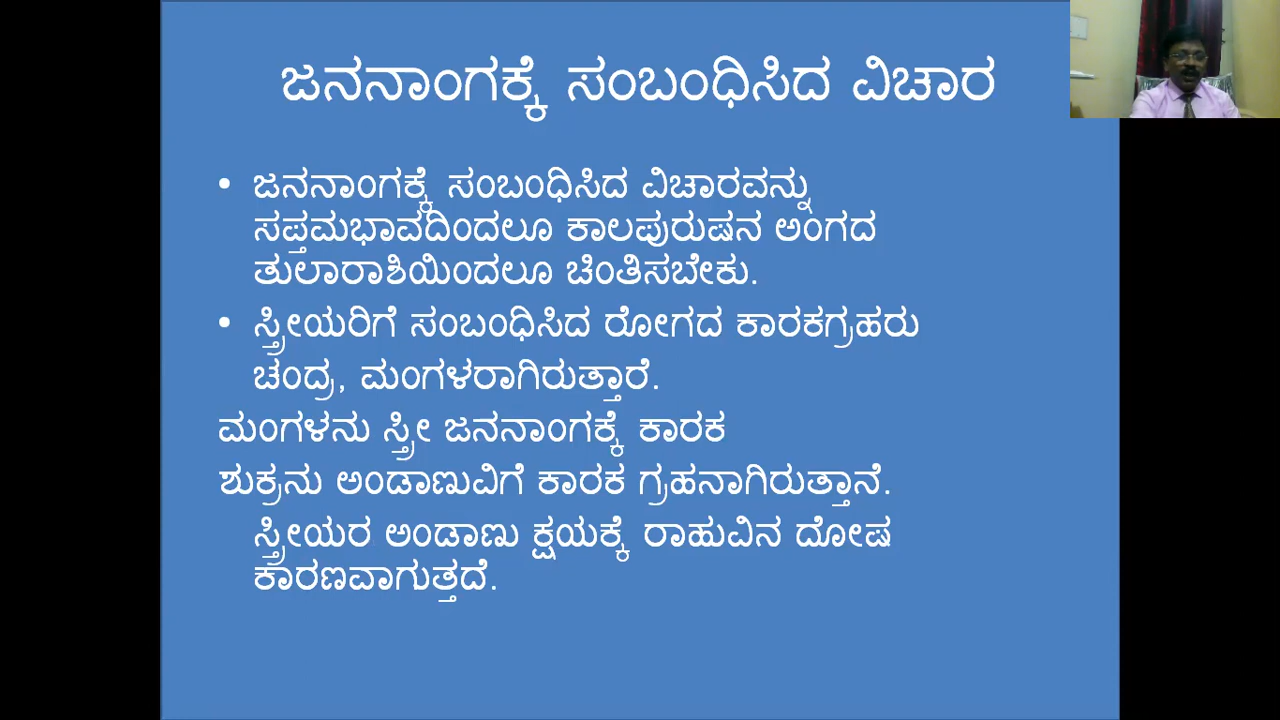 ಜನನಾಂಗಕ್ಕೆ ಸಂಬಂಧಿಸಿದ ವಿಚಾರ
• ಜನನಾಂಗಕ್ಕೆ ಸಂಬಂಧಿಸಿದ ವಿಚಾರವನ್ನು
ಸಪ್ತಮಭಾವದಿಂದಲೂ ಕಾಲಪುರುಷನ ಅಂಗದ
ತುಲಾರಾಶಿಯಿಂದಲೂ ಚಿಂತಿಸಬೇಕು.
• ಸ್ತ್ರೀಯರಿಗೆ ಸಂಬಂಧಿಸಿದ ರೋಗದ ಕಾರಕಗ್ರಹರು
ಚಂದ್ರ, ಮಂಗಳರಾಗಿರುತ್ತಾರೆ.
ಮಂಗಳನು ಸ್ತ್ರೀ ಜನನಾಂಗಕ್ಕೆ ಕಾರಕ
ಶುಕ್ರನು ಅಂಡಾಣುವಿಗೆ ಕಾರಕ ಗ್ರಹನಾಗಿರುತ್ತಾನೆ.
ಸ್ತ್ರೀಯರ ಅಂಡಾಣು ಕ್ಷಯಕ್ಕೆ ರಾಹುವಿನ ದೋಷ
ಕಾರಣವಾಗುತ್ತದೆ.